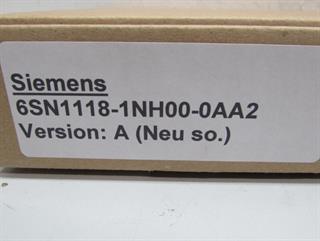 Siemens
6SN1118-1NH00-0AA2
Version: A (Neu so.)